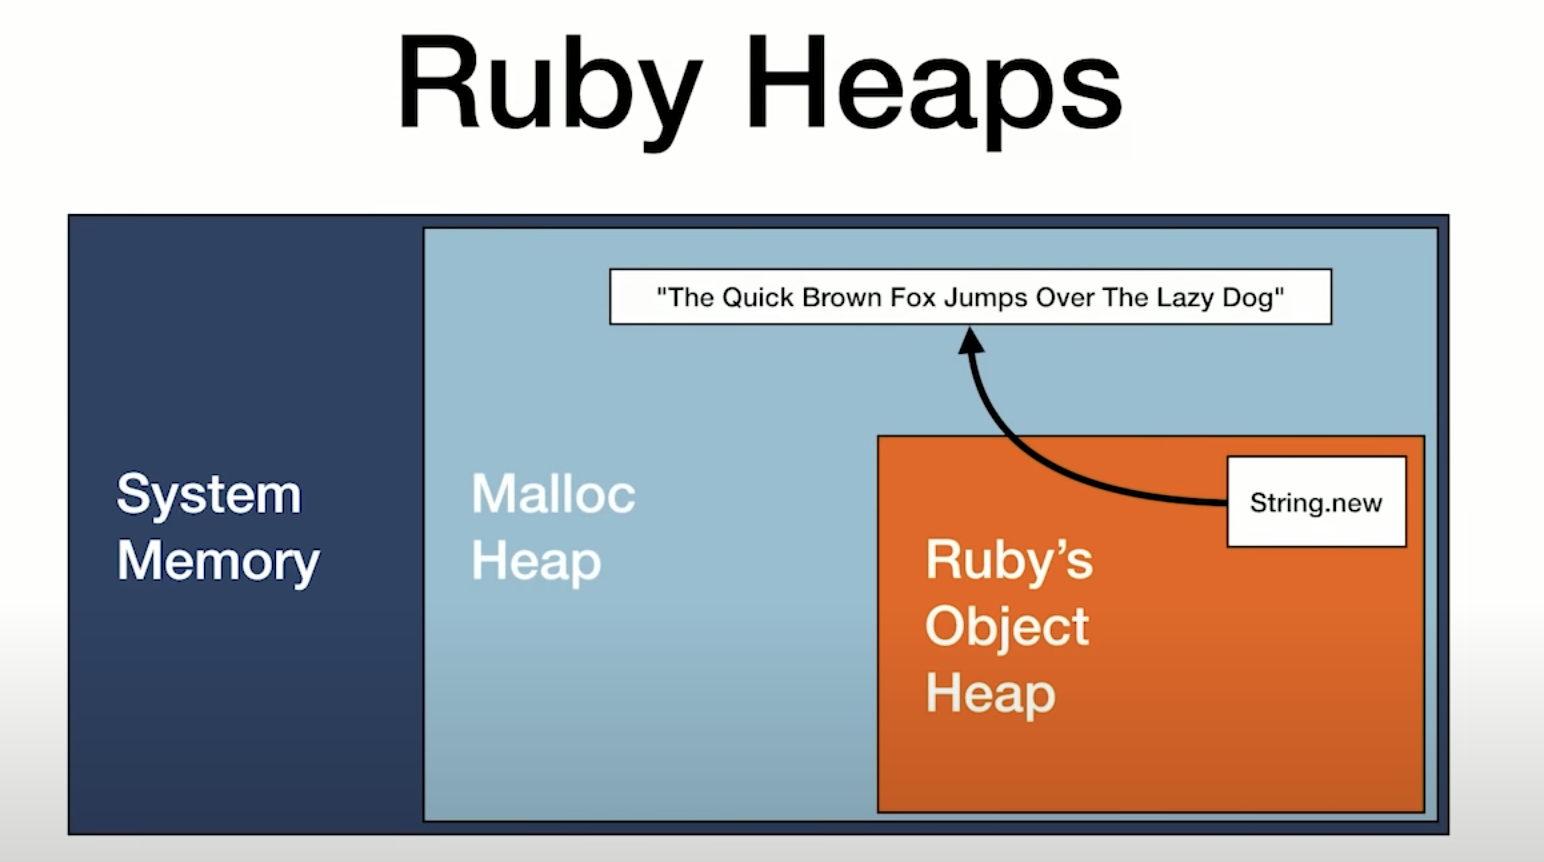 Ruby Heaps
"The Quick Brown Fox Jumps Over The Lazy Dog"
System
Memory
Malloc
Heap
String.new
Ruby’s
Object
Heap